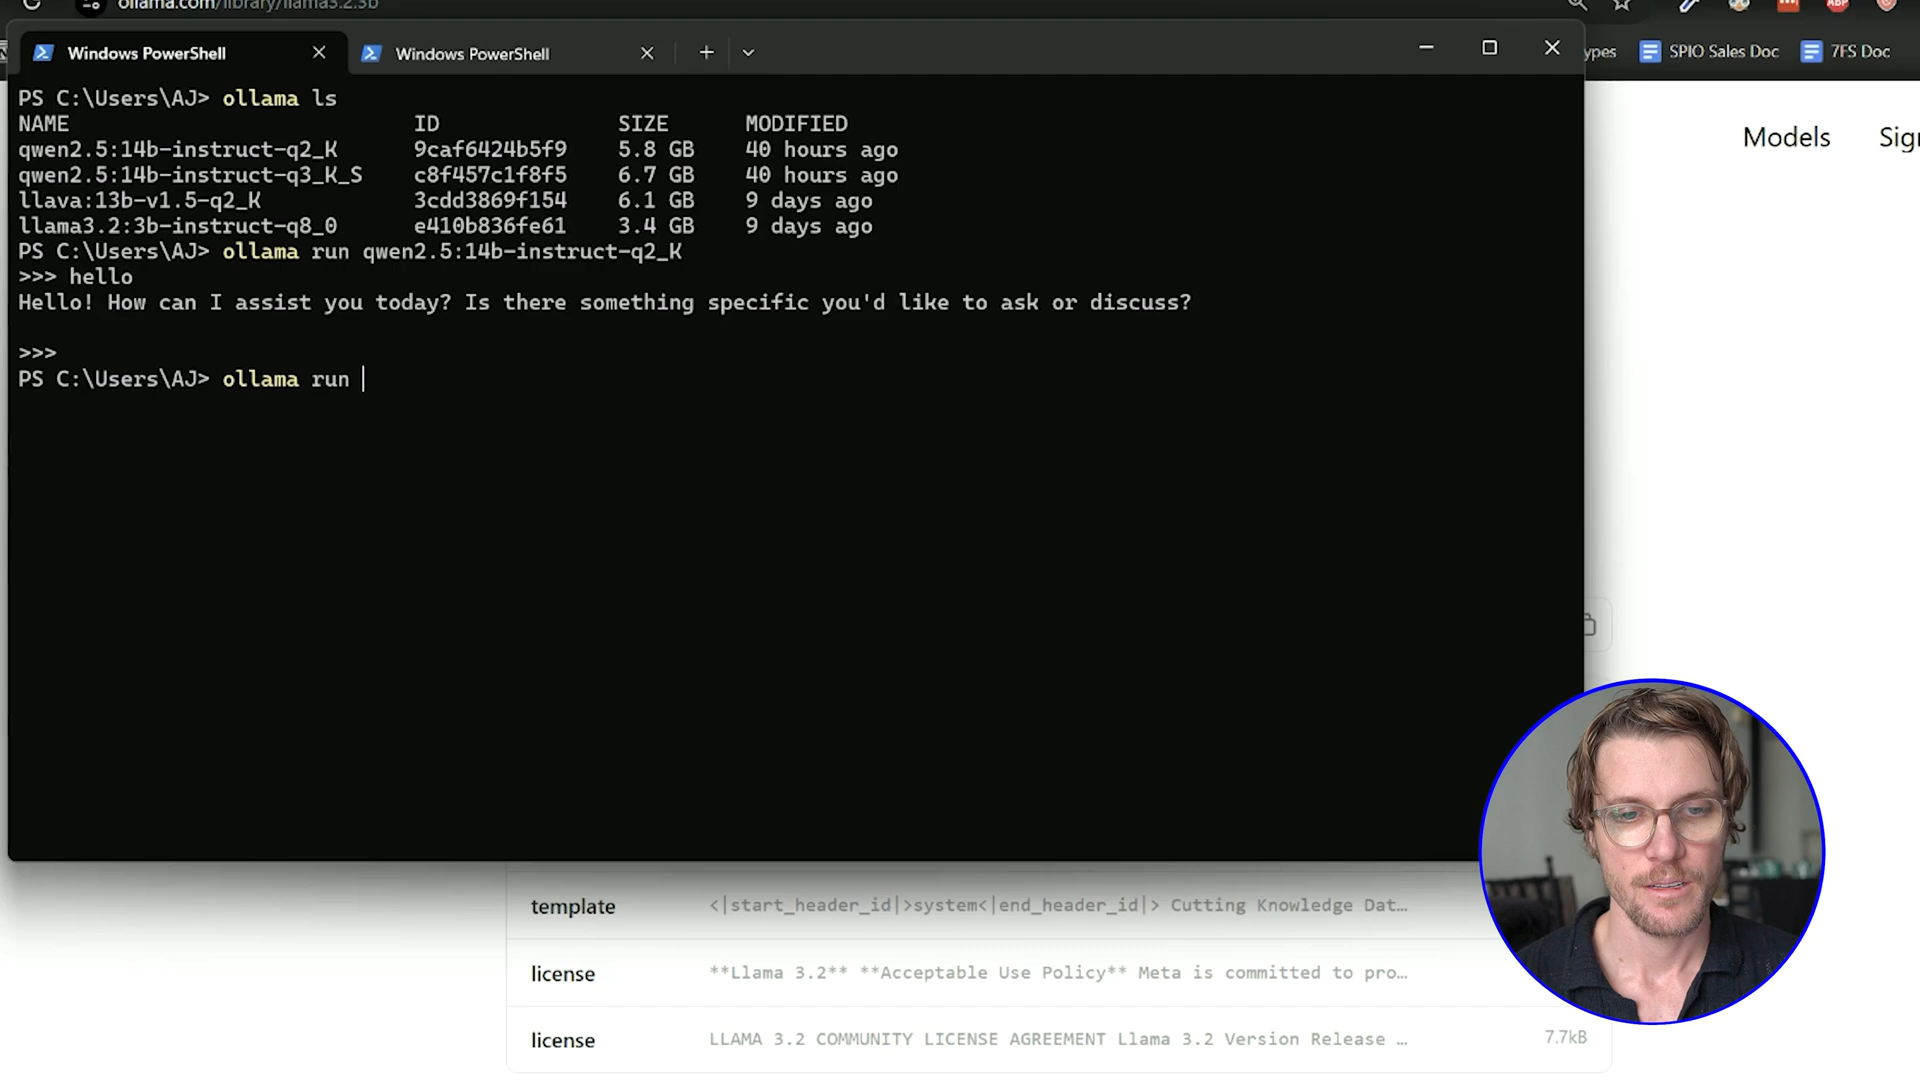 ollama.com/library/llama3.2:3b
Windows PowerShell
Windows PowerShell
ypes
SPIO Sales Doc
7FS Doc
PS C:\Users\AJ> ollama ls
NAME ID SIZE MODIFIED
qwen2.5:14b-instruct-q2_K 9caf6424b5f9 5.8 GB 40 hours ago
qwen2.5:14b-instruct-q3_K_S c8f457c1f8f5 6.7 GB 40 hours ago
llava:13b-v1.5-q2_K 3cdd3869f154 6.1 GB 9 days ago
llama3.2:3b-instruct-q8_0 e410b836fe61 3.4 GB 9 days ago
PS C:\Users\AJ> ollama run qwen2.5:14b-instruct-q2_K
>>> hello
Hello! How can I assist you today? Is there something specific you'd like to ask or discuss?
>>>
PS C:\Users\AJ> ollama run
Models
Sig
ABP
template <|start_header_id|>system<|end_header_id|> Cutting Knowledge Dat…
license **Llama 3.2** **Acceptable Use Policy** Meta is committed to pro…
license LLAMA 3.2 COMMUNITY LICENSE AGREEMENT Llama 3.2 Version Release … 7.7kB